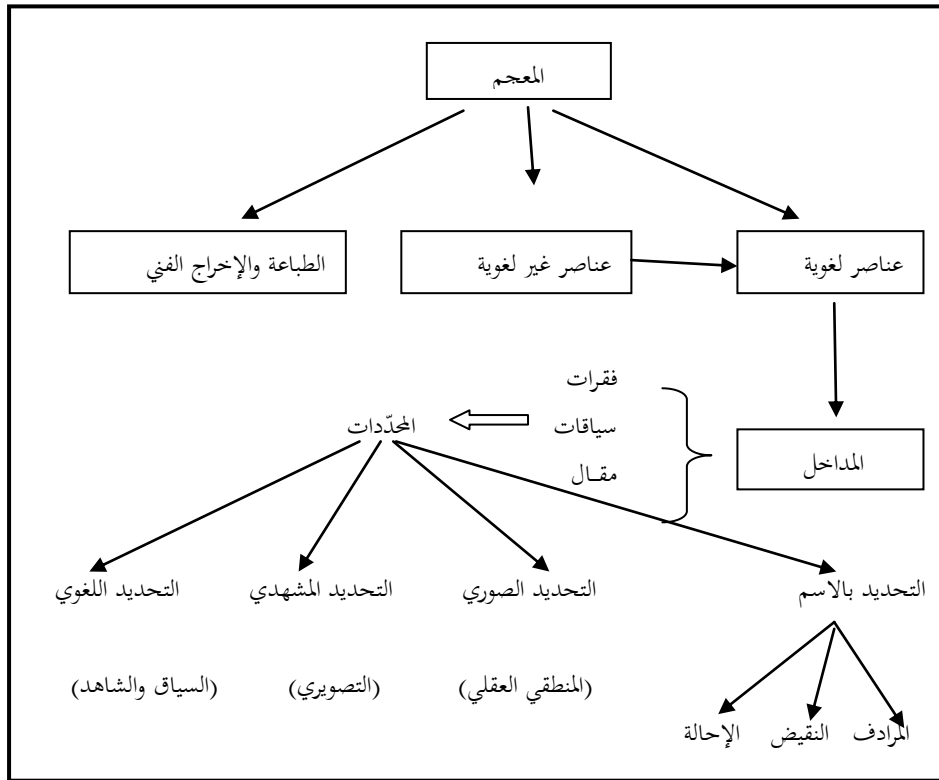 المعجم
عناصر لغوية
عناصر غير لغوية
الطباعة والإخراج الفني
المداخل
فقرات
سياقات
مقـال
المحدّدات
التحديد بالاسم
التحديد الصوري
التحديد المشهدي
التحديد اللغوي
(المنطقي العقلي)
(التصويري)
(السياق والشاهد)
المرادف
النقيض
الإحالة